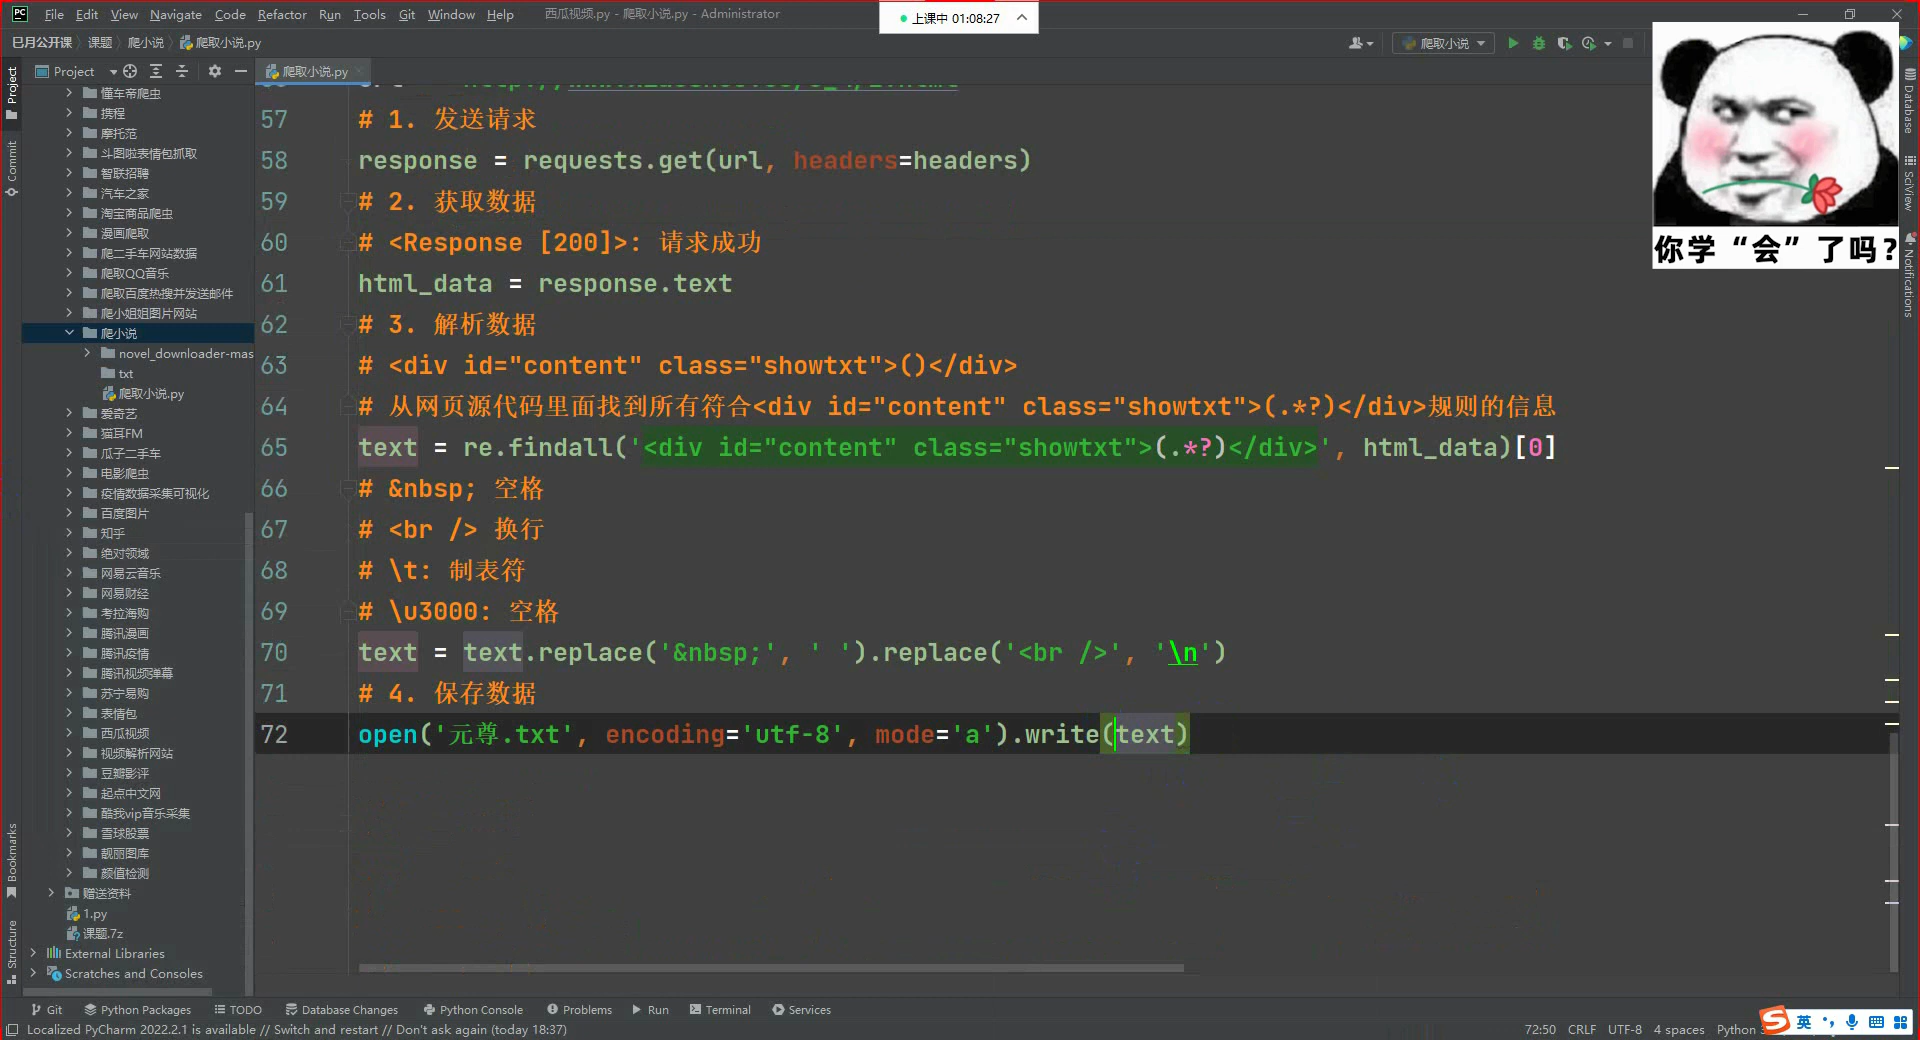 File Edit View Navigate Code Refactor Run Tools Git Window Help 西瓜视频.py - 爬取小说.py - Administrator
上课中 01:08:27
巳月公开课 课题 爬小说 爬取小说.py
爬取小说
Project
爬取小说.py
懂车帝爬虫
携程
摩托范
斗图啦表情包抓取
智联招聘
汽车之家
淘宝商品爬虫
漫画爬取
爬二手车网站数据
爬取QQ音乐
爬取百度热搜并发送邮件
爬小姐姐图片网站
爬小说
novel_downloader-mas
txt
爬取小说.py
爱奇艺
猫耳FM
瓜子二手车
电影爬虫
疫情数据采集可视化
百度图片
知乎
绝对领域
网易云音乐
网易财经
考拉海购
腾讯漫画
腾讯疫情
腾讯视频弹幕
苏宁易购
表情包
西瓜视频
视频解析网站
豆瓣影评
起点中文网
酷我vip音乐采集
雪球股票
靓丽图库
颜值检测
赠送资料
1.py
课题.7z
External Libraries
Scratches and Consoles
57 # 1. 发送请求
58 response = requests.get(url, headers=headers)
59 # 2. 获取数据
60 # <Response [200]>: 请求成功
61 html_data = response.text
62 # 3. 解析数据
63 # <div id="content" class="showtxt">()</div>
64 # 从网页源代码里面找到所有符合<div id="content" class="showtxt">(.*?)</div>规则的信息
65 text = re.findall('<div id="content" class="showtxt">(.*?)</div>', html_data)[0]
66 # &nbsp; 空格
67 # <br /> 换行
68 # \t: 制表符
69 # \u3000: 空格
70 text = text.replace('&nbsp;', ' ').replace('<br />', '\n')
71 # 4. 保存数据
72 open('元尊.txt', encoding='utf-8', mode='a').write(text)
你学“会”了吗?
Project
Commit
Bookmarks
Structure
Database
SciView
Notifications
Git Python Packages TODO Database Changes Python Console Problems Run Terminal Services
Localized PyCharm 2022.2.1 is available // Switch and restart // Don't ask again (today 18:37)
72:50 CRLF UTF-8 4 spaces Python
英